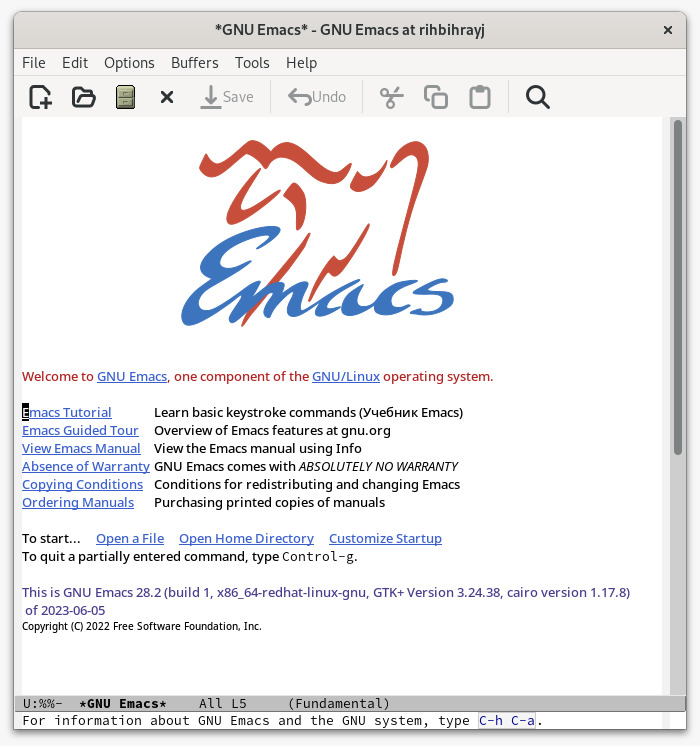 *GNU Emacs* - GNU Emacs at rihbihrayj
File Edit Options Buffers Tools Help
Save Undo
Emacs
Welcome to GNU Emacs, one component of the GNU/Linux operating system.
Emacs Tutorial Learn basic keystroke commands (Учебник Emacs)
Emacs Guided Tour Overview of Emacs features at gnu.org
View Emacs Manual View the Emacs manual using Info
Absence of Warranty GNU Emacs comes with ABSOLUTELY NO WARRANTY
Copying Conditions Conditions for redistributing and changing Emacs
Ordering Manuals Purchasing printed copies of manuals
To start... Open a File Open Home Directory Customize Startup
To quit a partially entered command, type Control-g.
This is GNU Emacs 28.2 (build 1, x86_64-redhat-linux-gnu, GTK+ Version 3.24.38, cairo version 1.17.8)
of 2023-06-05
Copyright (C) 2022 Free Software Foundation, Inc.
U:%%- *GNU Emacs* All L5 (Fundamental)
For information about GNU Emacs and the GNU system, type C-h C-a.